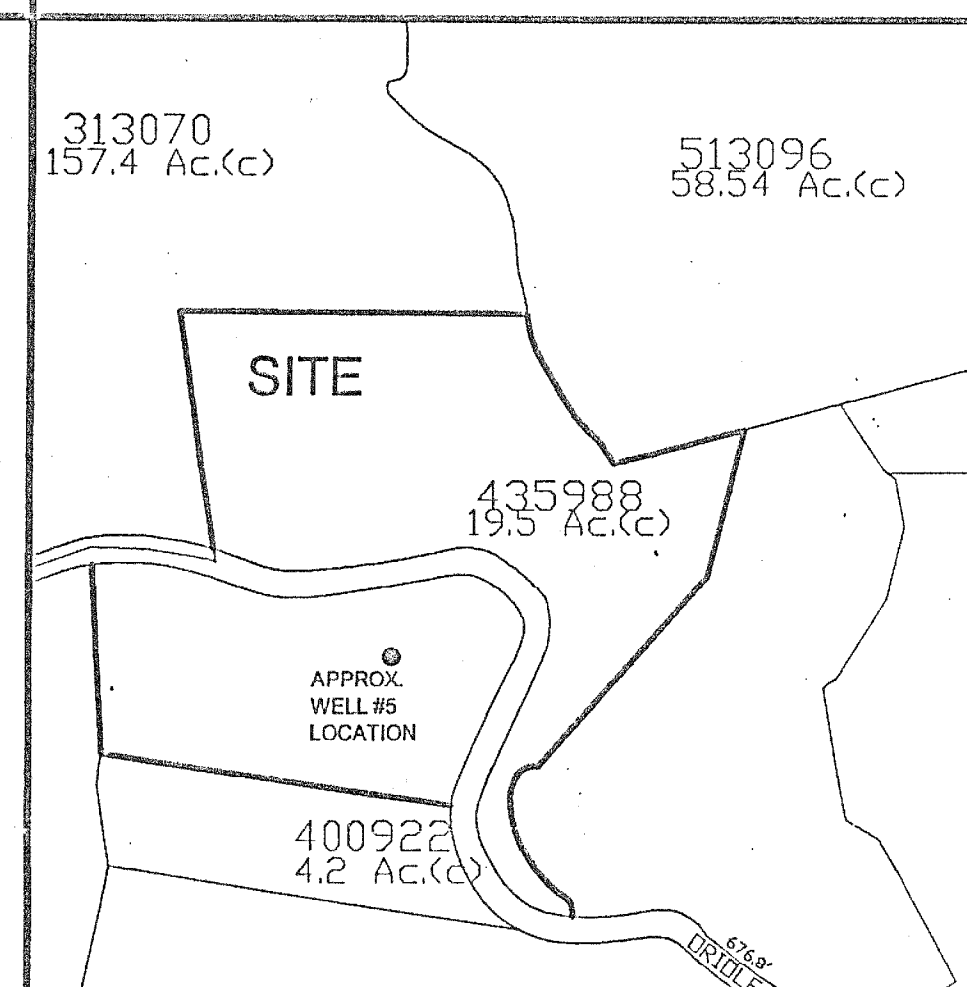 313070
157.4 Ac.(c)
513096
58.54 Ac.(c)
SITE
435988
19.5 Ac.(c)
APPROX.
WELL #5
LOCATION
400922
4.2 Ac.(c)
676.8'
ORIOLE